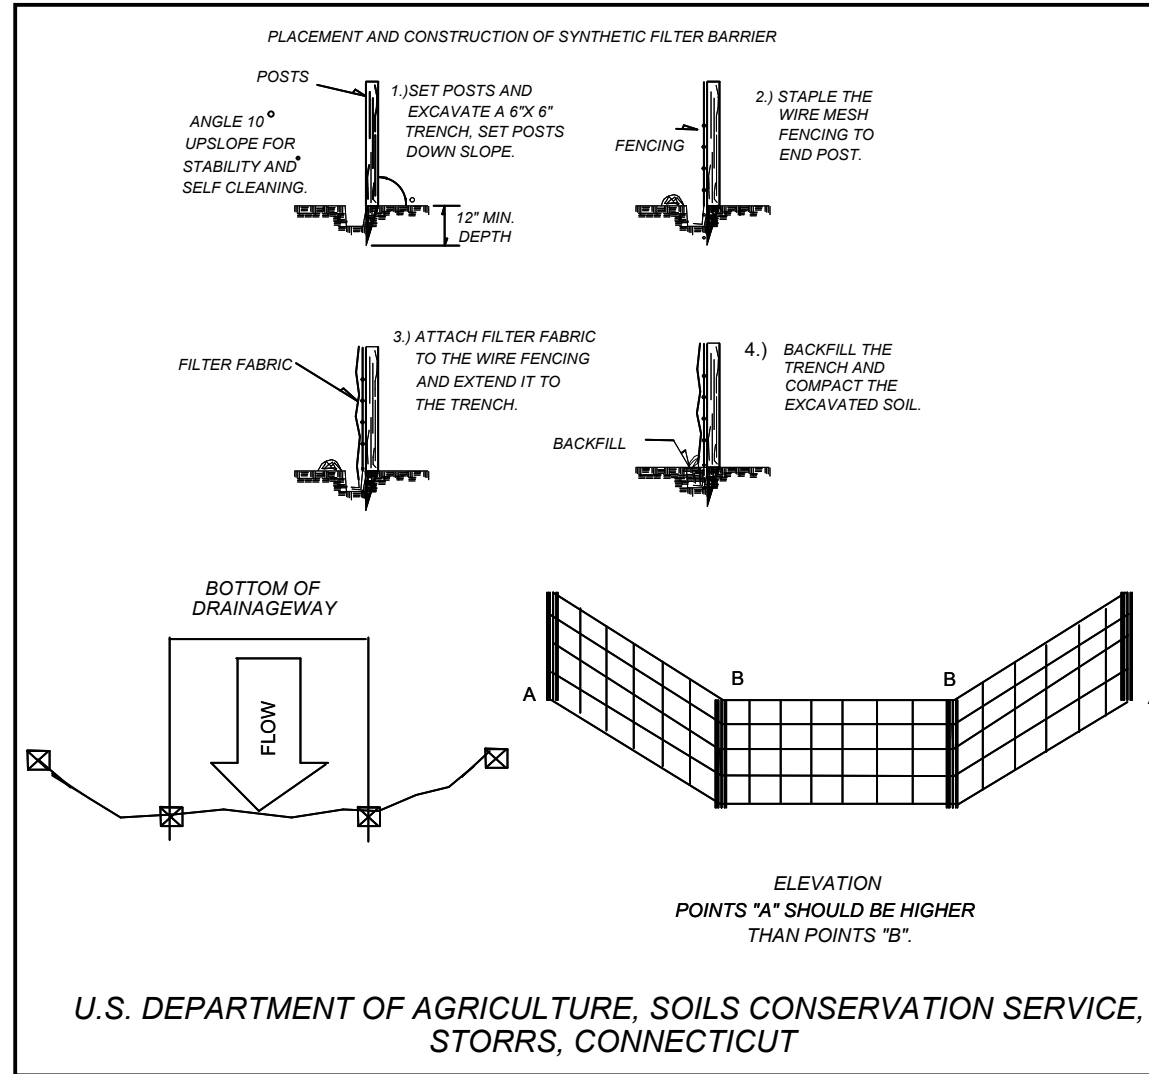 PLACEMENT AND CONSTRUCTION OF SYNTHETIC FILTER BARRIER
POSTS
ANGLE 10°
UPSLOPE FOR
STABILITY AND°
SELF CLEANING.
1.)SET POSTS AND
EXCAVATE A 6"X 6"
TRENCH, SET POSTS
DOWN SLOPE.
12" MIN.
DEPTH
FENCING
2.) STAPLE THE
WIRE MESH
FENCING TO
END POST.
FILTER FABRIC
3.) ATTACH FILTER FABRIC
TO THE WIRE FENCING
AND EXTEND IT TO
THE TRENCH.
BACKFILL
4.) BACKFILL THE
TRENCH AND
COMPACT THE
EXCAVATED SOIL.
BOTTOM OF
DRAINAGEWAY
FLOW
A
B
B
ELEVATION
POINTS "A" SHOULD BE HIGHER
THAN POINTS "B".
U.S. DEPARTMENT OF AGRICULTURE, SOILS CONSERVATION SERVICE,
STORRS, CONNECTICUT